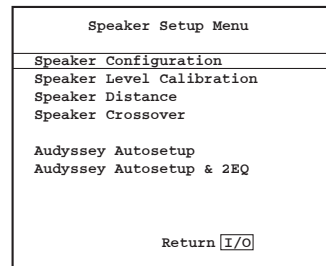 Speaker Setup Menu
Speaker Configuration
Speaker Level Calibration
Speaker Distance
Speaker Crossover
Audyssey Autosetup
Audyssey Autosetup & 2EQ
Return I/O